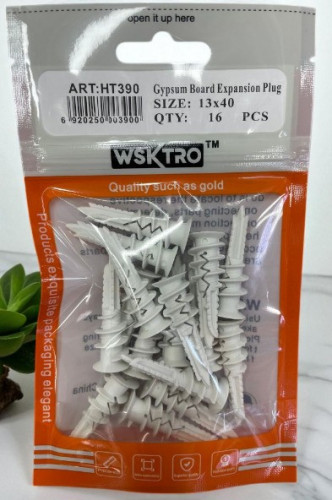 open it up here
ART:HT390
Gypsum Board Expansion Plug
SIZE: 13x40
QTY: 16 PCS
6 920250 003900
WSKTRO™
Quality such as gold
Products exquisite packaging elegant